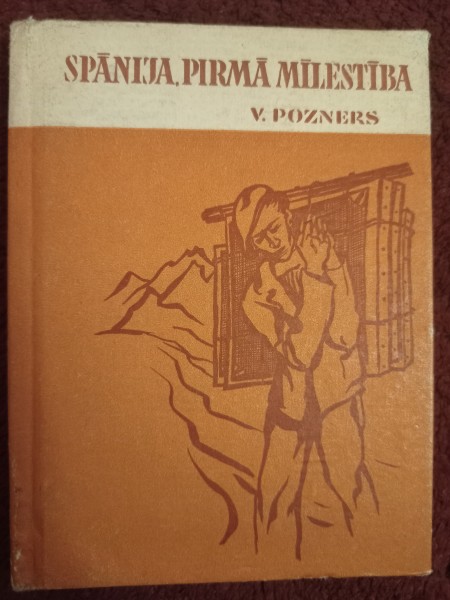 SPĀNIJA, PIRMĀ MĪLESTĪBA
V. POZNERS